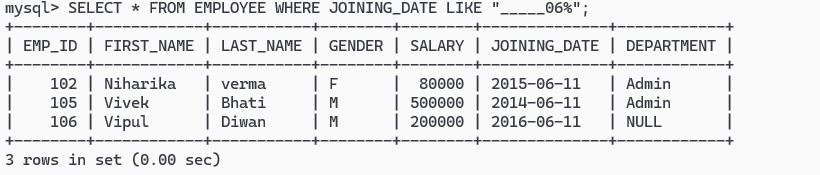 mysql> SELECT * FROM EMPLOYEE WHERE JOINING_DATE LIKE "_____06%";
+--------+------------+-----------+--------+--------+--------------+------------+
| EMP_ID | FIRST_NAME | LAST_NAME | GENDER | SALARY | JOINING_DATE | DEPARTMENT |
+--------+------------+-----------+--------+--------+--------------+------------+
|    102 | Niharika   | verma     | F      |  80000 | 2015-06-11   | Admin      |
|    105 | Vivek      | Bhati     | M      | 500000 | 2014-06-11   | Admin      |
|    106 | Vipul      | Diwan     | M      | 200000 | 2016-06-11   | NULL       |
+--------+------------+-----------+--------+--------+--------------+------------+
3 rows in set (0.00 sec)